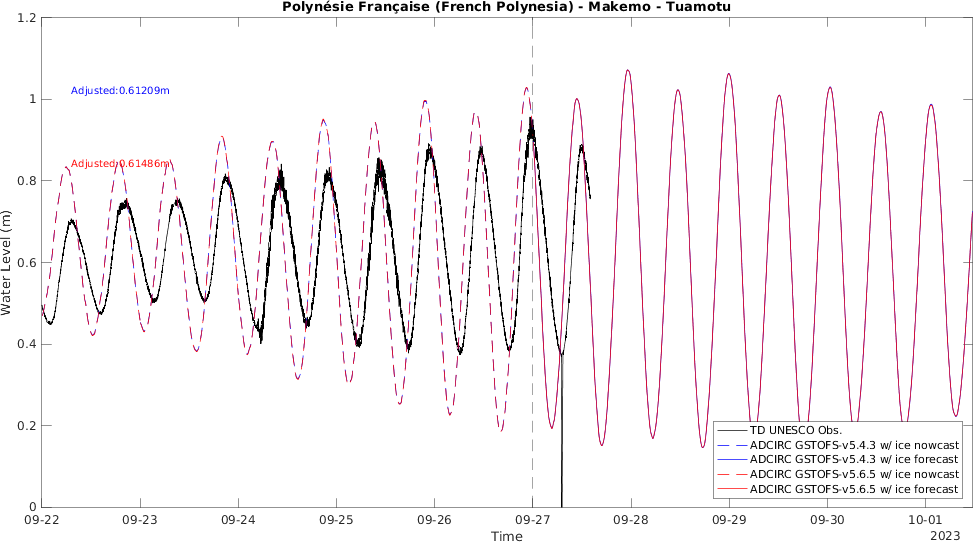 Polynésie Française (French Polynesia) - Makemo - Tuamotu
1.2
1
0.8
0.6
0.4
0.2
0
Water Level (m)
Adjusted:0.61209m
Adjusted:0.61486m
TD UNESCO Obs.
ADCIRC GSTOFS-v5.4.3 w/ ice nowcast
ADCIRC GSTOFS-v5.4.3 w/ ice forecast
ADCIRC GSTOFS-v5.6.5 w/ ice nowcast
ADCIRC GSTOFS-v5.6.5 w/ ice forecast
09-22 09-23 09-24 09-25 09-26 09-27 09-28 09-29 09-30 10-01
Time
2023